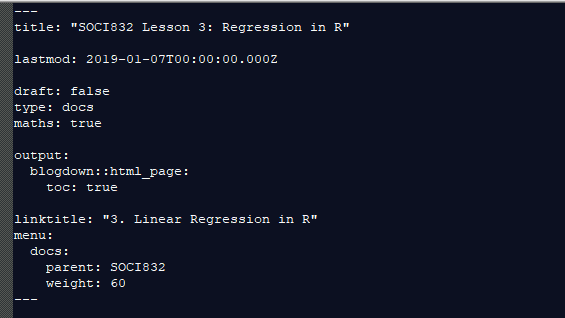 ---
title: "SOCI832 Lesson 3: Regression in R"
lastmod: 2019-01-07T00:00:00.000Z
draft: false
type: docs
maths: true
output:
  blogdown::html_page:
    toc: true
linktitle: "3. Linear Regression in R"
menu:
  docs:
    parent: SOCI832
    weight: 60
---